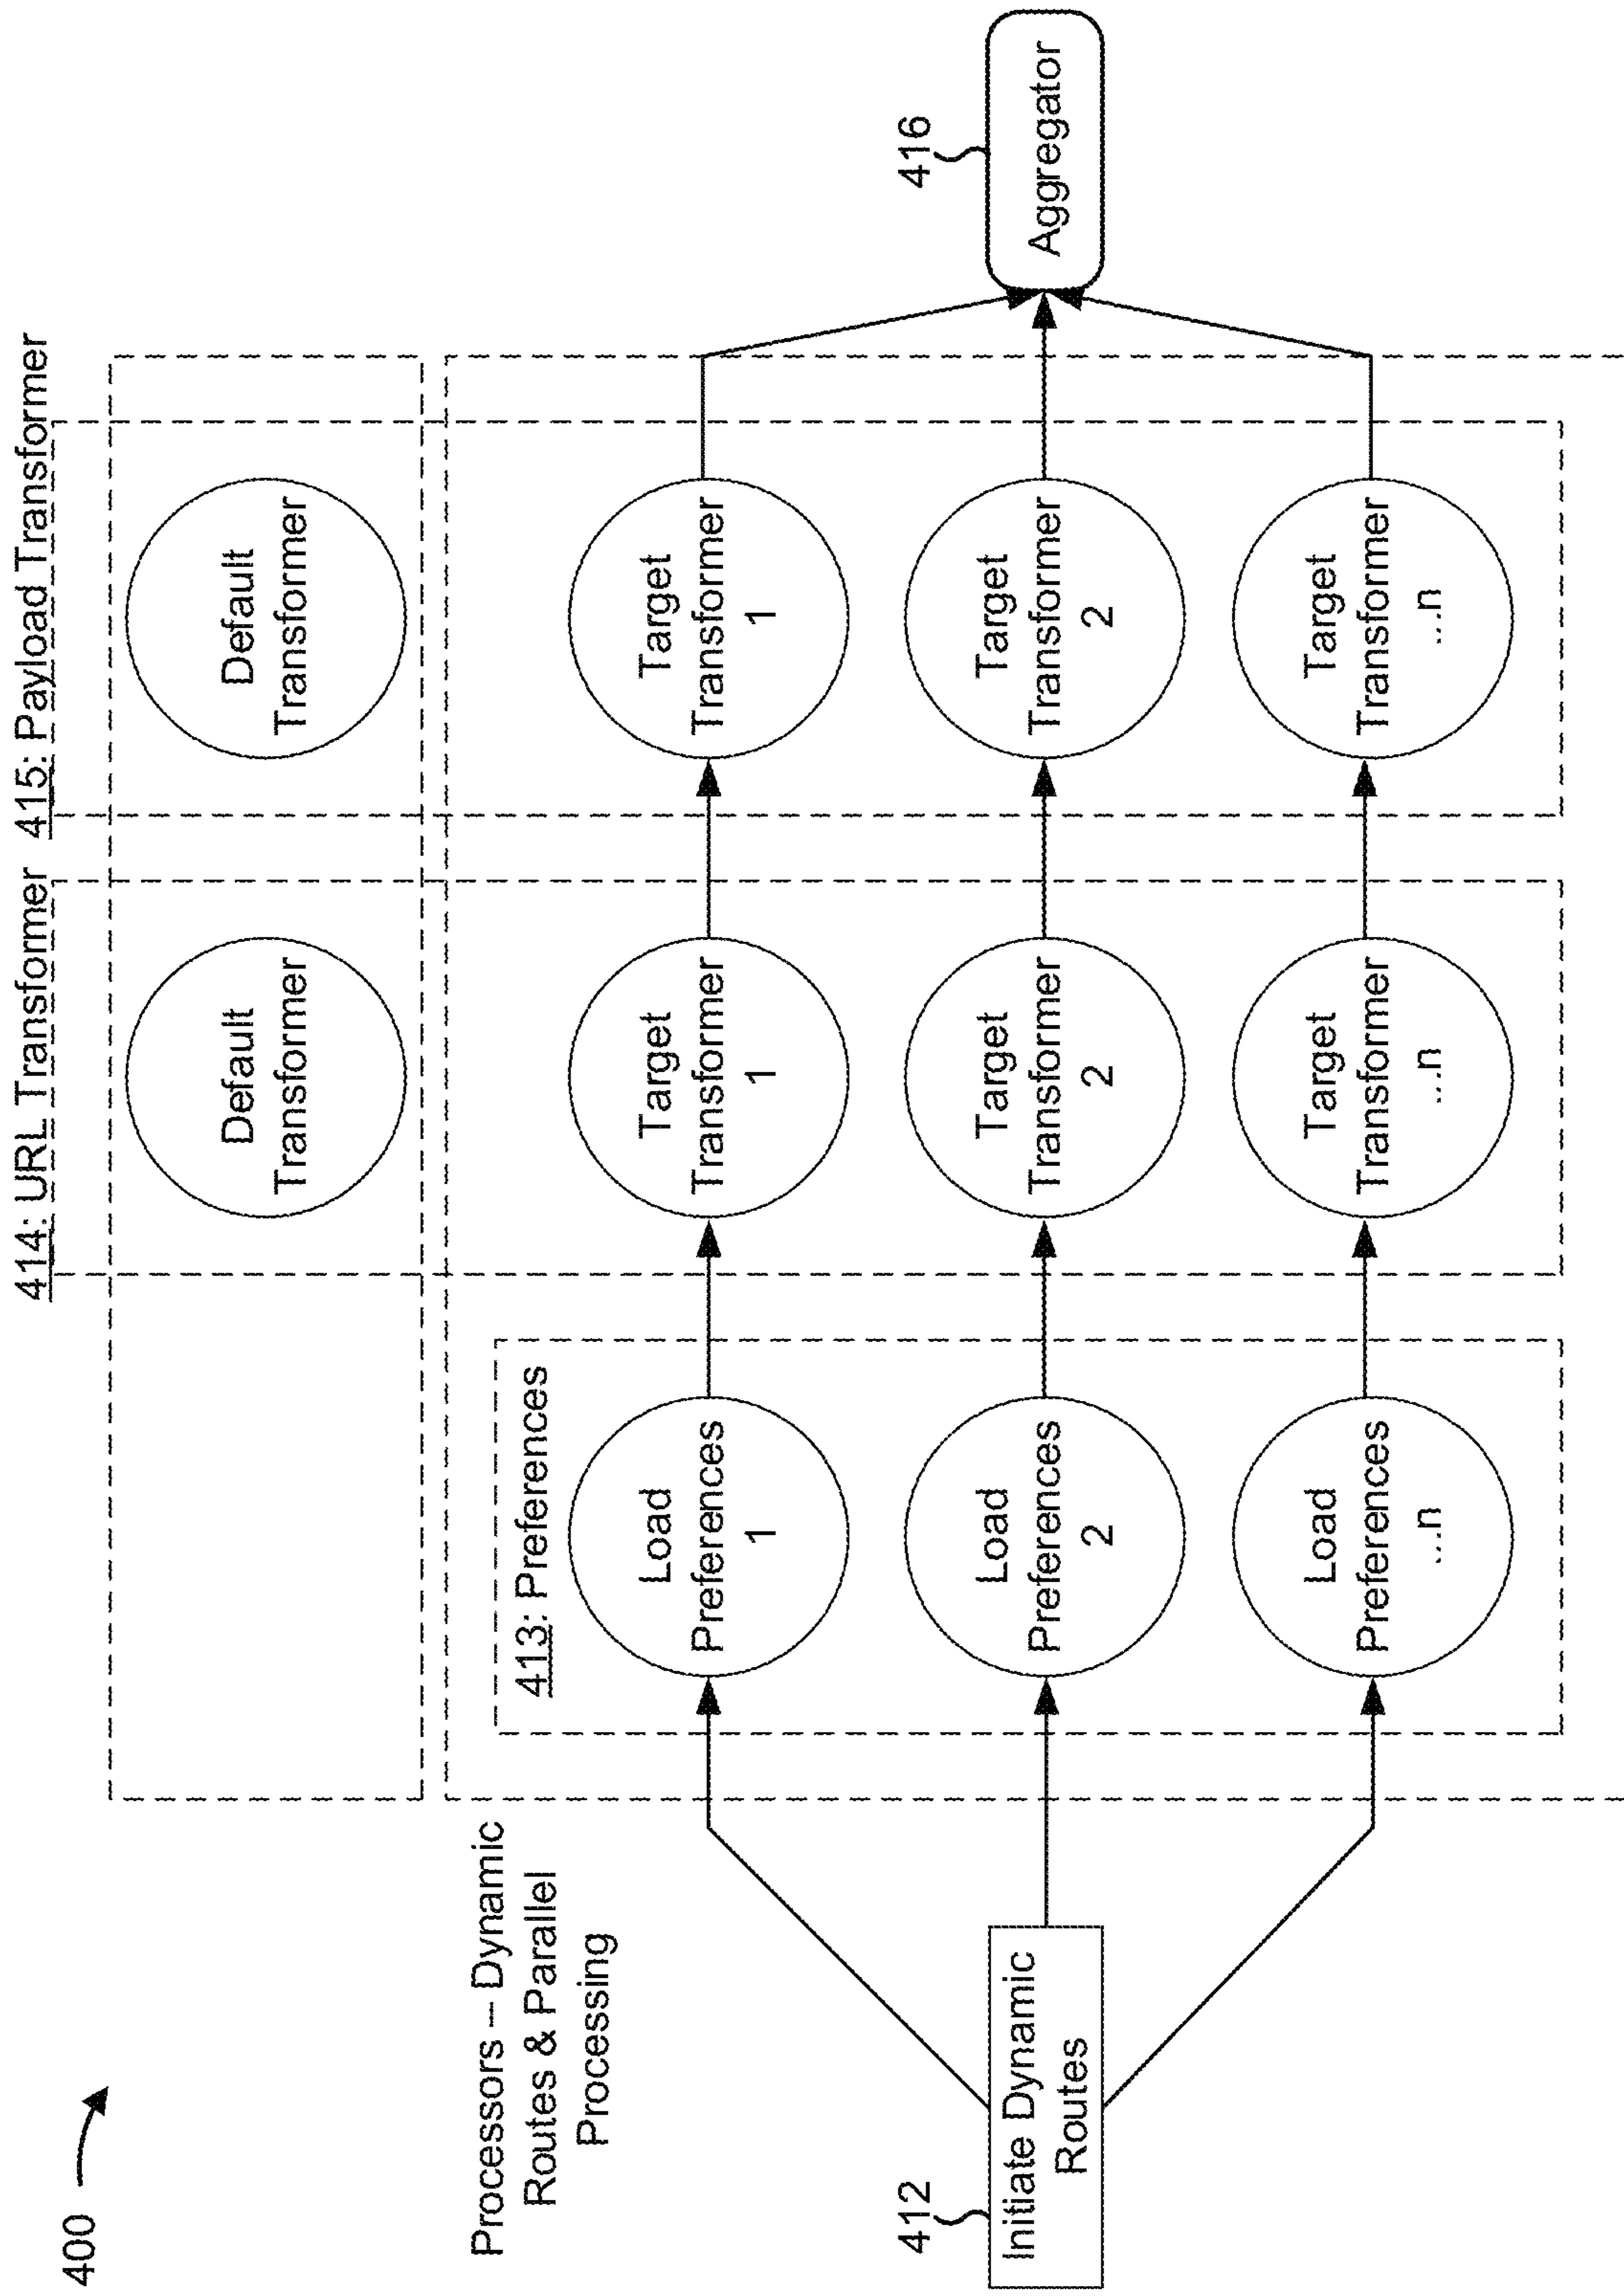 400
414: URL Transformer
415: Payload Transformer
Default
Transformer
Default
Transformer
Processors – Dynamic
Routes & Parallel
Processing
413: Preferences
Load
Preferences
1
Target
Transformer
1
Target
Transformer
1
412
Initiate Dynamic
Routes
Load
Preferences
2
Target
Transformer
2
Target
Transformer
2
416
Aggregator
Load
Preferences
...n
Target
Transformer
...n
Target
Transformer
...n